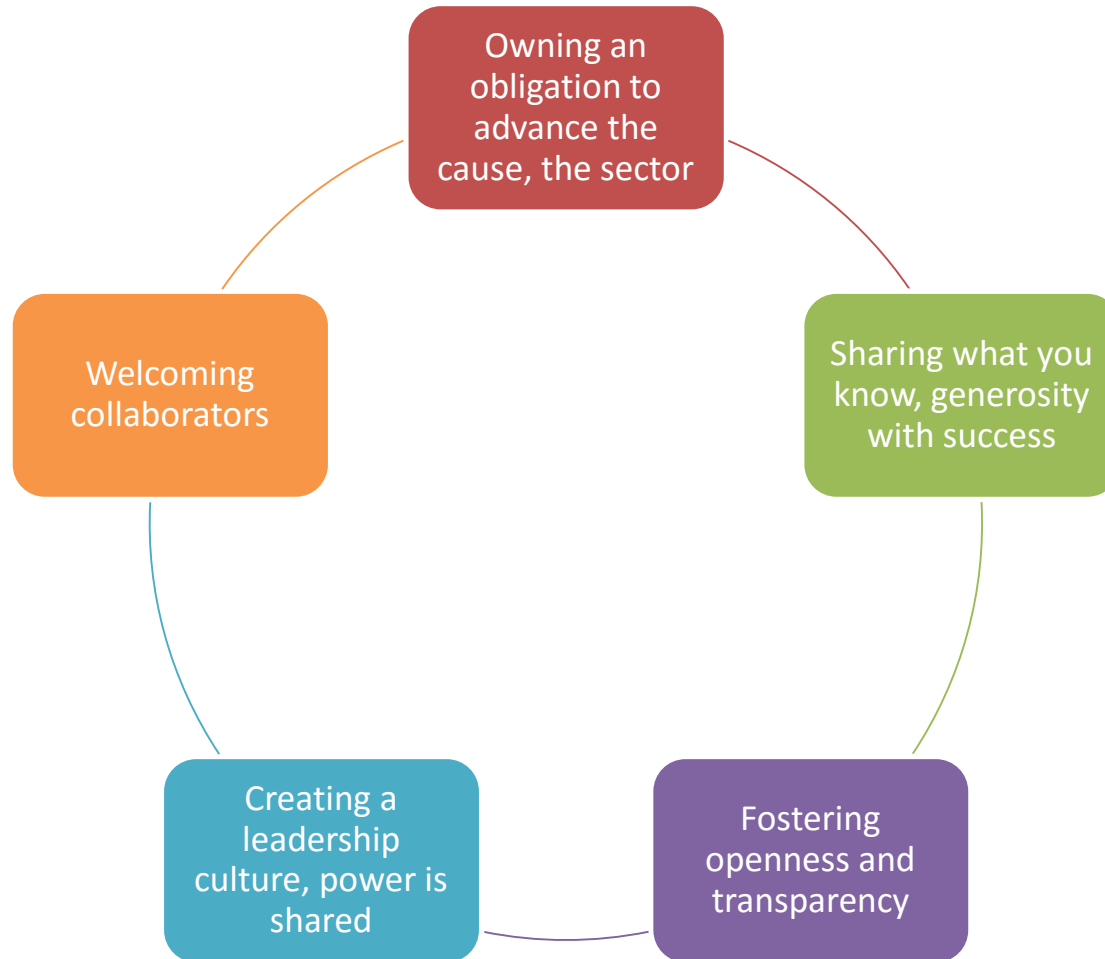 Owning an
obligation to
advance the
cause, the sector
Sharing what you
know, generosity
with success
Fostering
openness and
transparency
Creating a
leadership
culture, power is
shared
Welcoming
collaborators